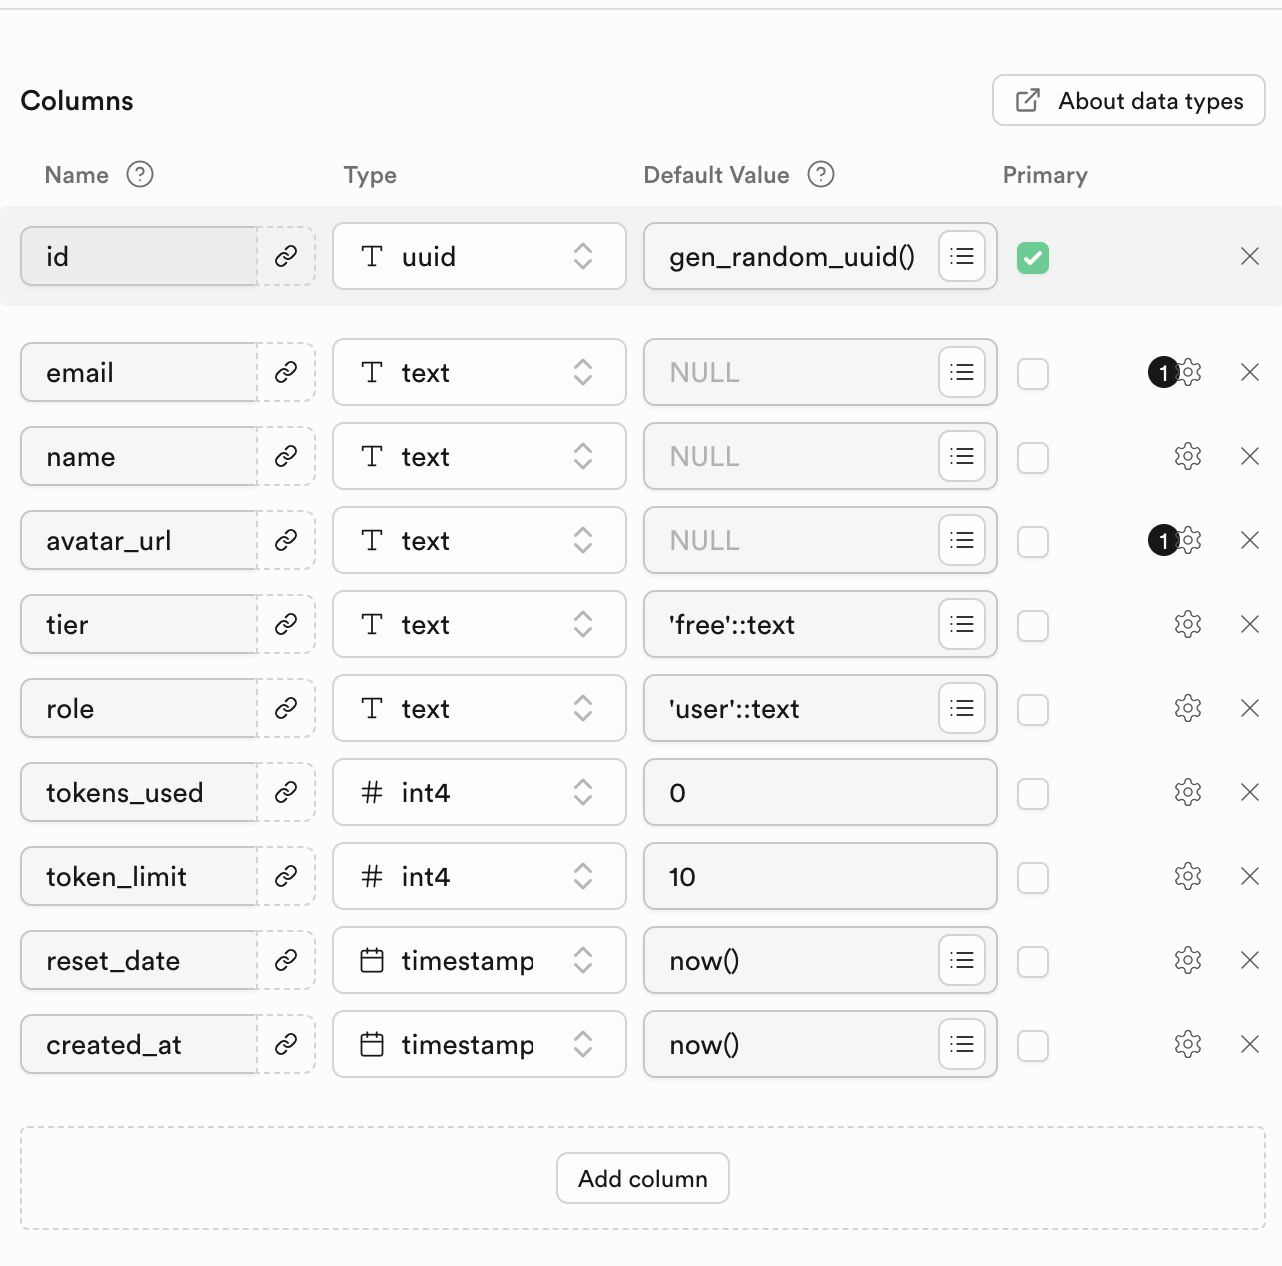 Columns
About data types
Name
Type
Default Value
Primary
id
uuid
gen_random_uuid()
email
text
NULL
1
name
text
NULL
avatar_url
text
NULL
1
tier
text
'free'::text
role
text
'user'::text
tokens_used
int4
0
token_limit
int4
10
reset_date
timestamp
now()
created_at
timestamp
now()
Add column